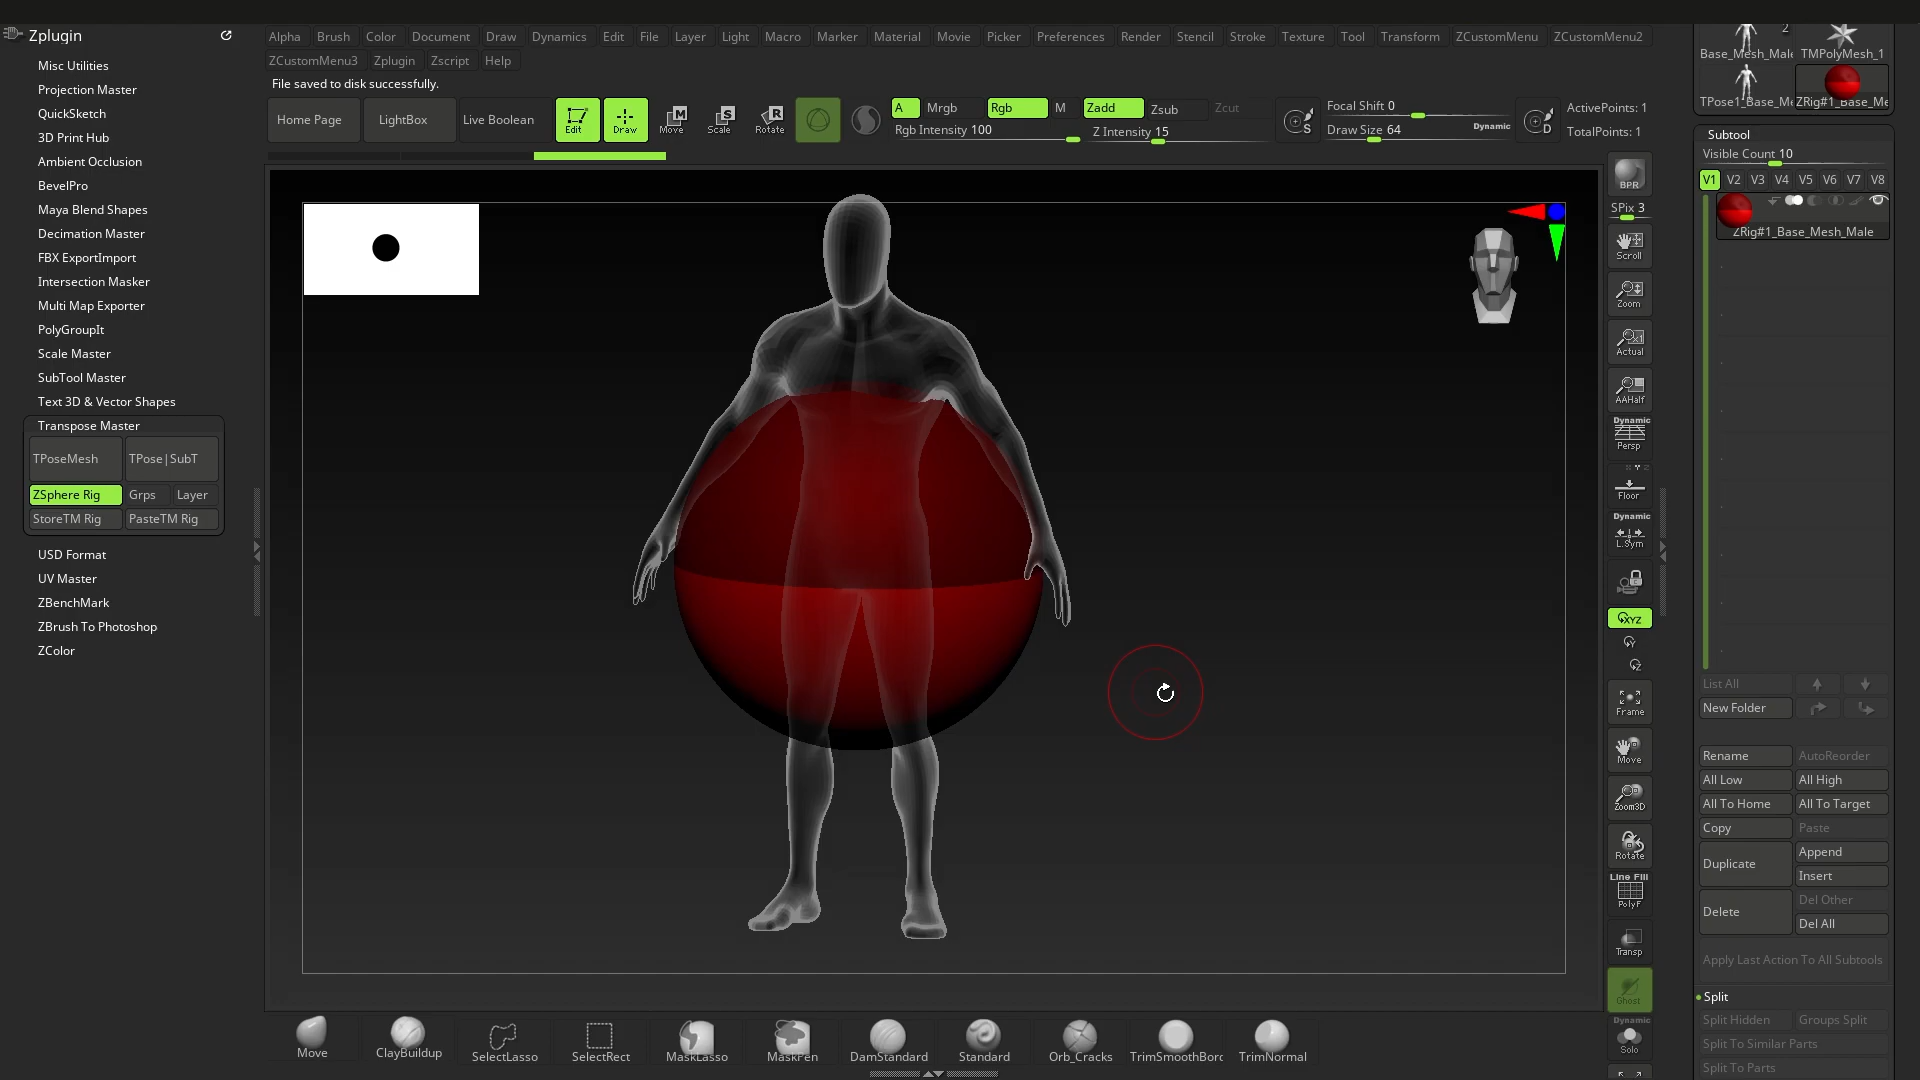 Zplugin
Misc Utilities
Projection Master
QuickSketch
3D Print Hub
Ambient Occlusion
BevelPro
Maya Blend Shapes
Decimation Master
FBX ExportImport
Intersection Masker
Multi Map Exporter
PolyGroupIt
Scale Master
SubTool Master
Text 3D & Vector Shapes
Transpose Master
TPoseMesh TPose|SubT
ZSphere Rig Grps Layer
StoreTM Rig PasteTM Rig
USD Format
UV Master
ZBenchMark
ZBrush To Photoshop
ZColor
Alpha Brush Color Document Draw Dynamics Edit File Layer Light Macro Marker Material Movie Picker Preferences Render Stencil Stroke Texture Tool Transform ZCustomMenu ZCustomMenu2
ZCustomMenu3 Zplugin Zscript Help
File saved to disk successfully.
Home Page LightBox Live Boolean Edit Draw Move Scale Rotate
M S R
A Mrgb Rgb M Zadd Zsub Zcut
Rgb Intensity 100 Z Intensity 15
S
Focal Shift 0
Draw Size 64 Dynamic
D
ActivePoints: 1
TotalPoints: 1
BPR
SPix 3
Scroll
Zoom
Actual
AAHalf
Dynamic
Persp
Floor
Dynamic
L.Sym
XYZ
Y
Z
Frame
Move
Zoom3D
Rotate
Line Fill
PolyF
Transp
Ghost
Dynamic
Solo
2
Base_Mesh_Male TMPolyMesh_1
TPose1_Base_Me ZRig#1_Base_Me
Subtool
Visible Count 10
V1 V2 V3 V4 V5 V6 V7 V8
ZRig#1_Base_Mesh_Male
List All
New Folder
Rename AutoReorder
All Low All High
All To Home All To Target
Copy Paste
Duplicate Append
Insert
Delete Del Other
Del All
Apply Last Action To All Subtools
Split
Split Hidden Groups Split
Split To Similar Parts
Split To Parts
Move ClayBuildup SelectLasso SelectRect MaskLasso MaskPen DamStandard Standard Orb_Cracks TrimSmoothBorc TrimNormal